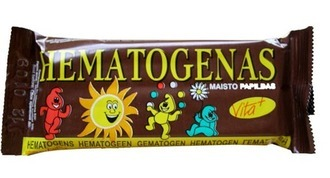 HEMATOGENAS
MAISTO PAPILDAS
Vita+
HEMATOGENS HEMATOGEEN GEMATOGEN HEMATOGEN